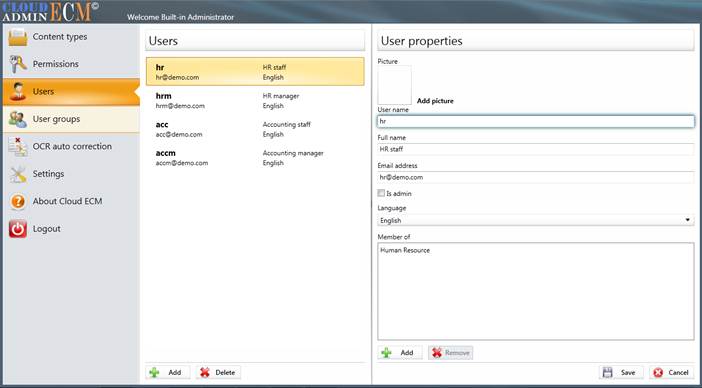 CLOUD ADMIN ECM©
Welcome Built-in Administrator
Content types
Permissions
Users
User groups
OCR auto correction
Settings
About Cloud ECM
Logout
Users
hr HR staff
hr@demo.com English
hrm HR manager
hrm@demo.com English
acc Accounting staff
acc@demo.com English
accm Accounting manager
accm@demo.com English
Add Delete
User properties
Picture
Add picture
User name
hr
Full name
HR staff
Email address
hr@demo.com
Is admin
Language
English
Member of
Human Resource
Add Remove
Save Cancel